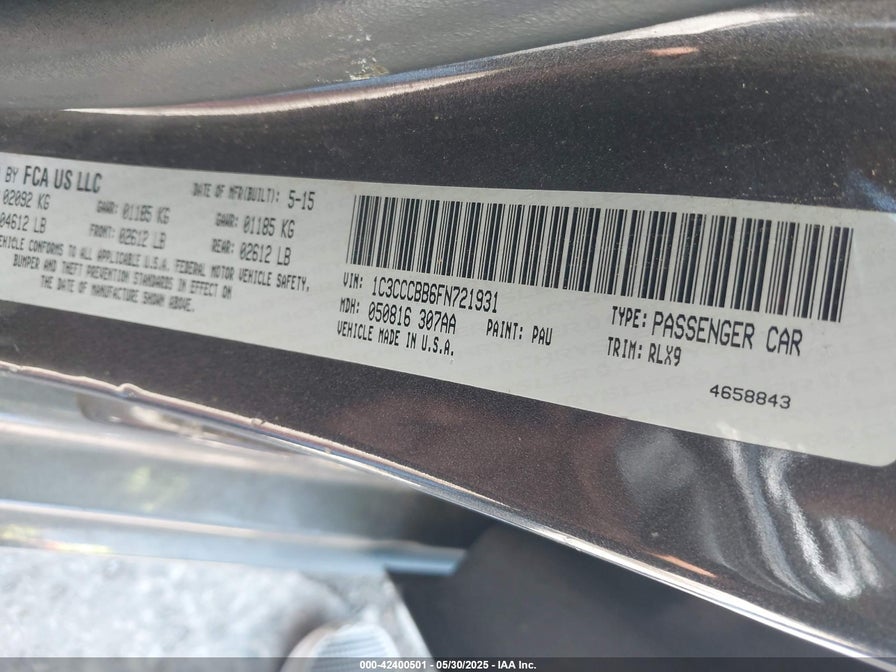 BY FCA US LLC
DATE OF MFR(BUILT): 5-15
02092 KG
GAWR: 01185 KG
GAWR: 01185 KG
04612 LB
FRONT: 02612 LB
REAR: 02612 LB
VEHICLE CONFORMS TO ALL APPLICABLE U.S.A. FEDERAL MOTOR VEHICLE SAFETY,
BUMPER AND THEFT PREVENTION STANDARDS IN EFFECT ON
THE DATE OF MANUFACTURE SHOWN ABOVE.
VIN: 1C3CCCBB6FN721931
MDH: 050816 307AA
PAINT: PAU
VEHICLE MADE IN U.S.A.
TYPE: PASSENGER CAR
TRIM: RLX9
4658843
000-42400501 - 05/30/2025 - IAA Inc.